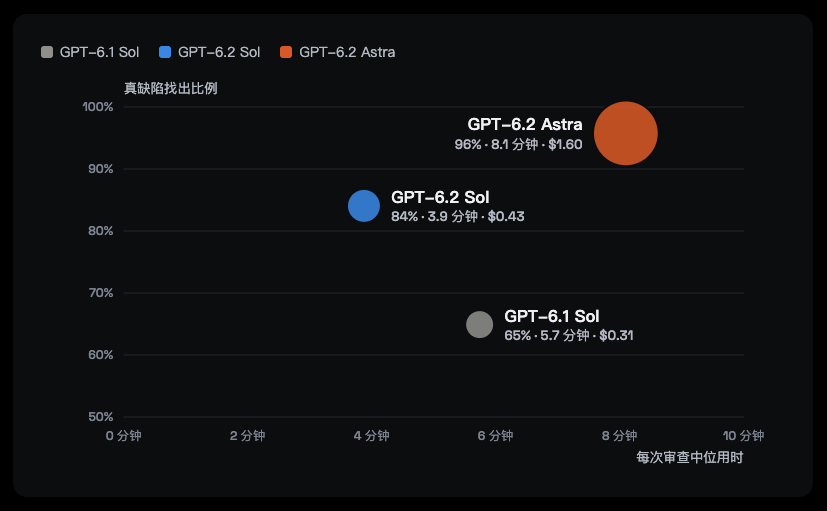 GPT-6.1 Sol GPT-6.2 Sol GPT-6.2 Astra
真缺陷找出比例
100%
GPT-6.2 Astra
96% · 8.1 分钟 · $1.60
90%
GPT-6.2 Sol
84% · 3.9 分钟 · $0.43
80%
70%
GPT-6.1 Sol
65% · 5.7 分钟 · $0.31
60%
50%
0 分钟 2 分钟 4 分钟 6 分钟 8 分钟 10 分钟
每次审查中位用时